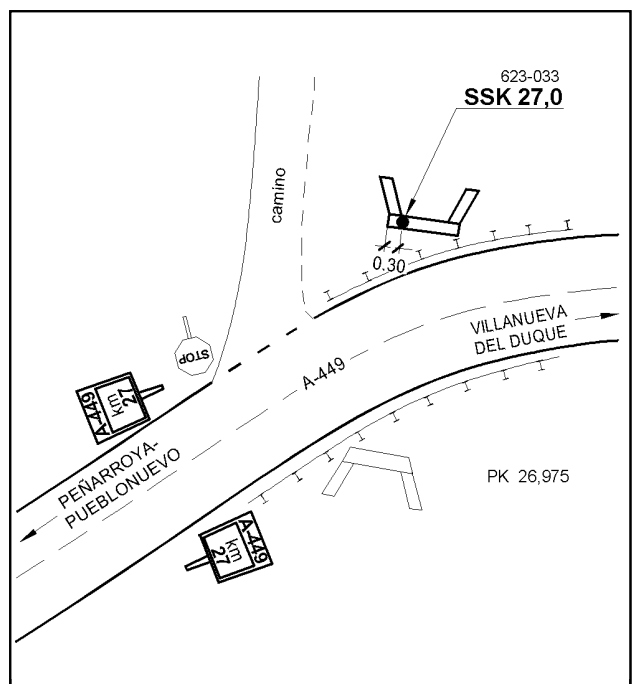 623-033
SSK 27,0
camino
0.30
STOP
A-449
VILLANUEVA
DEL DUQUE
A-449
km
27
PEÑARROYA-
PUEBLONUEVO
PK 26,975
A-449
km
27